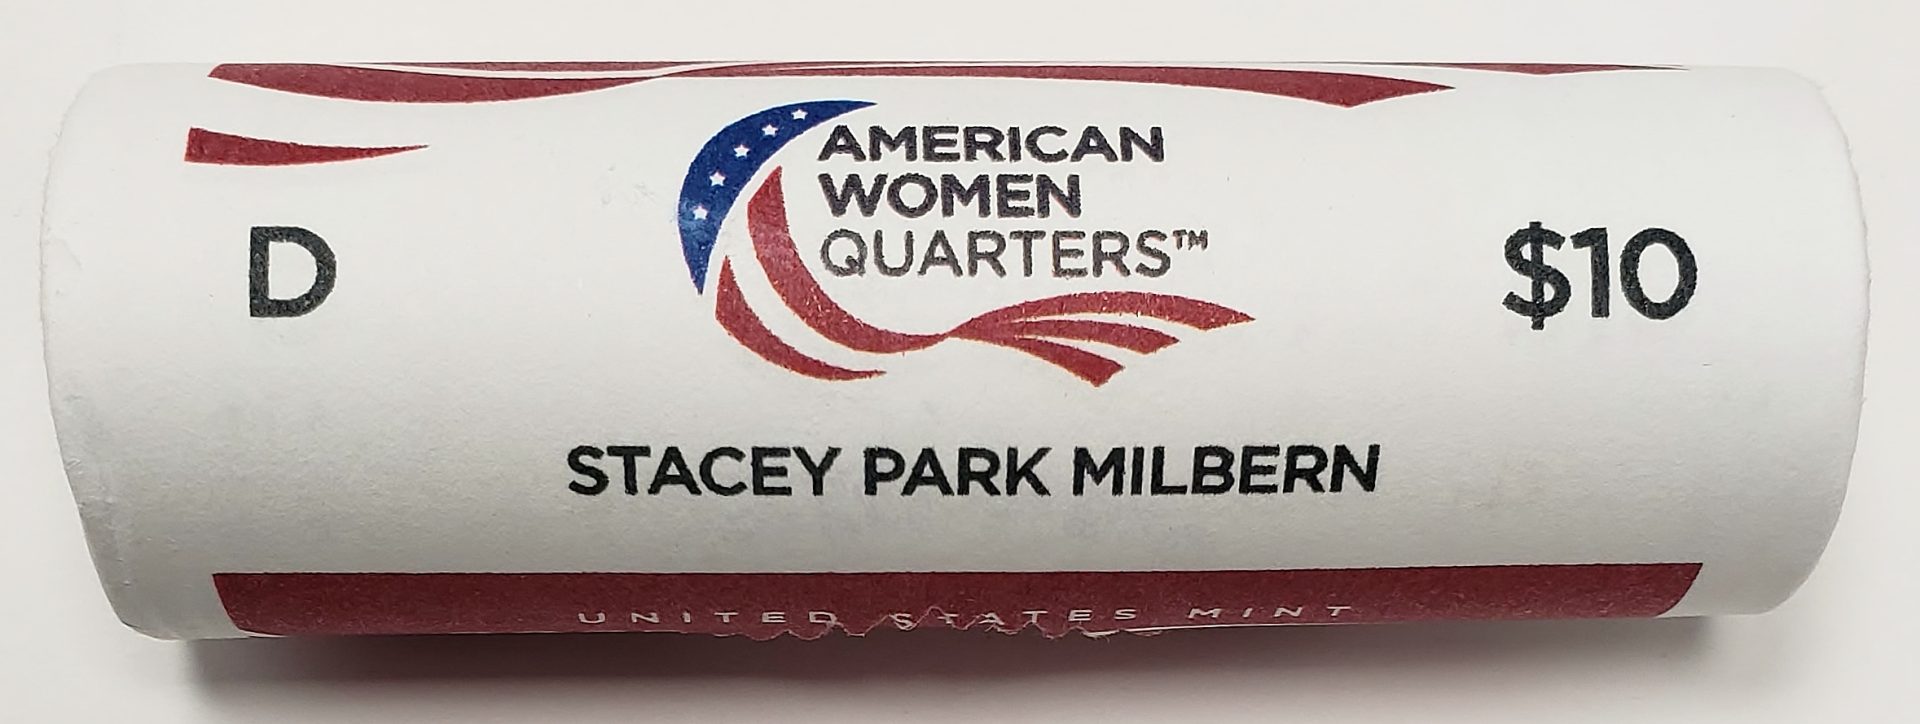 AMERICAN
WOMEN
QUARTERS™
D
$10
STACEY PARK MILBERN
UNITED STATES MINT